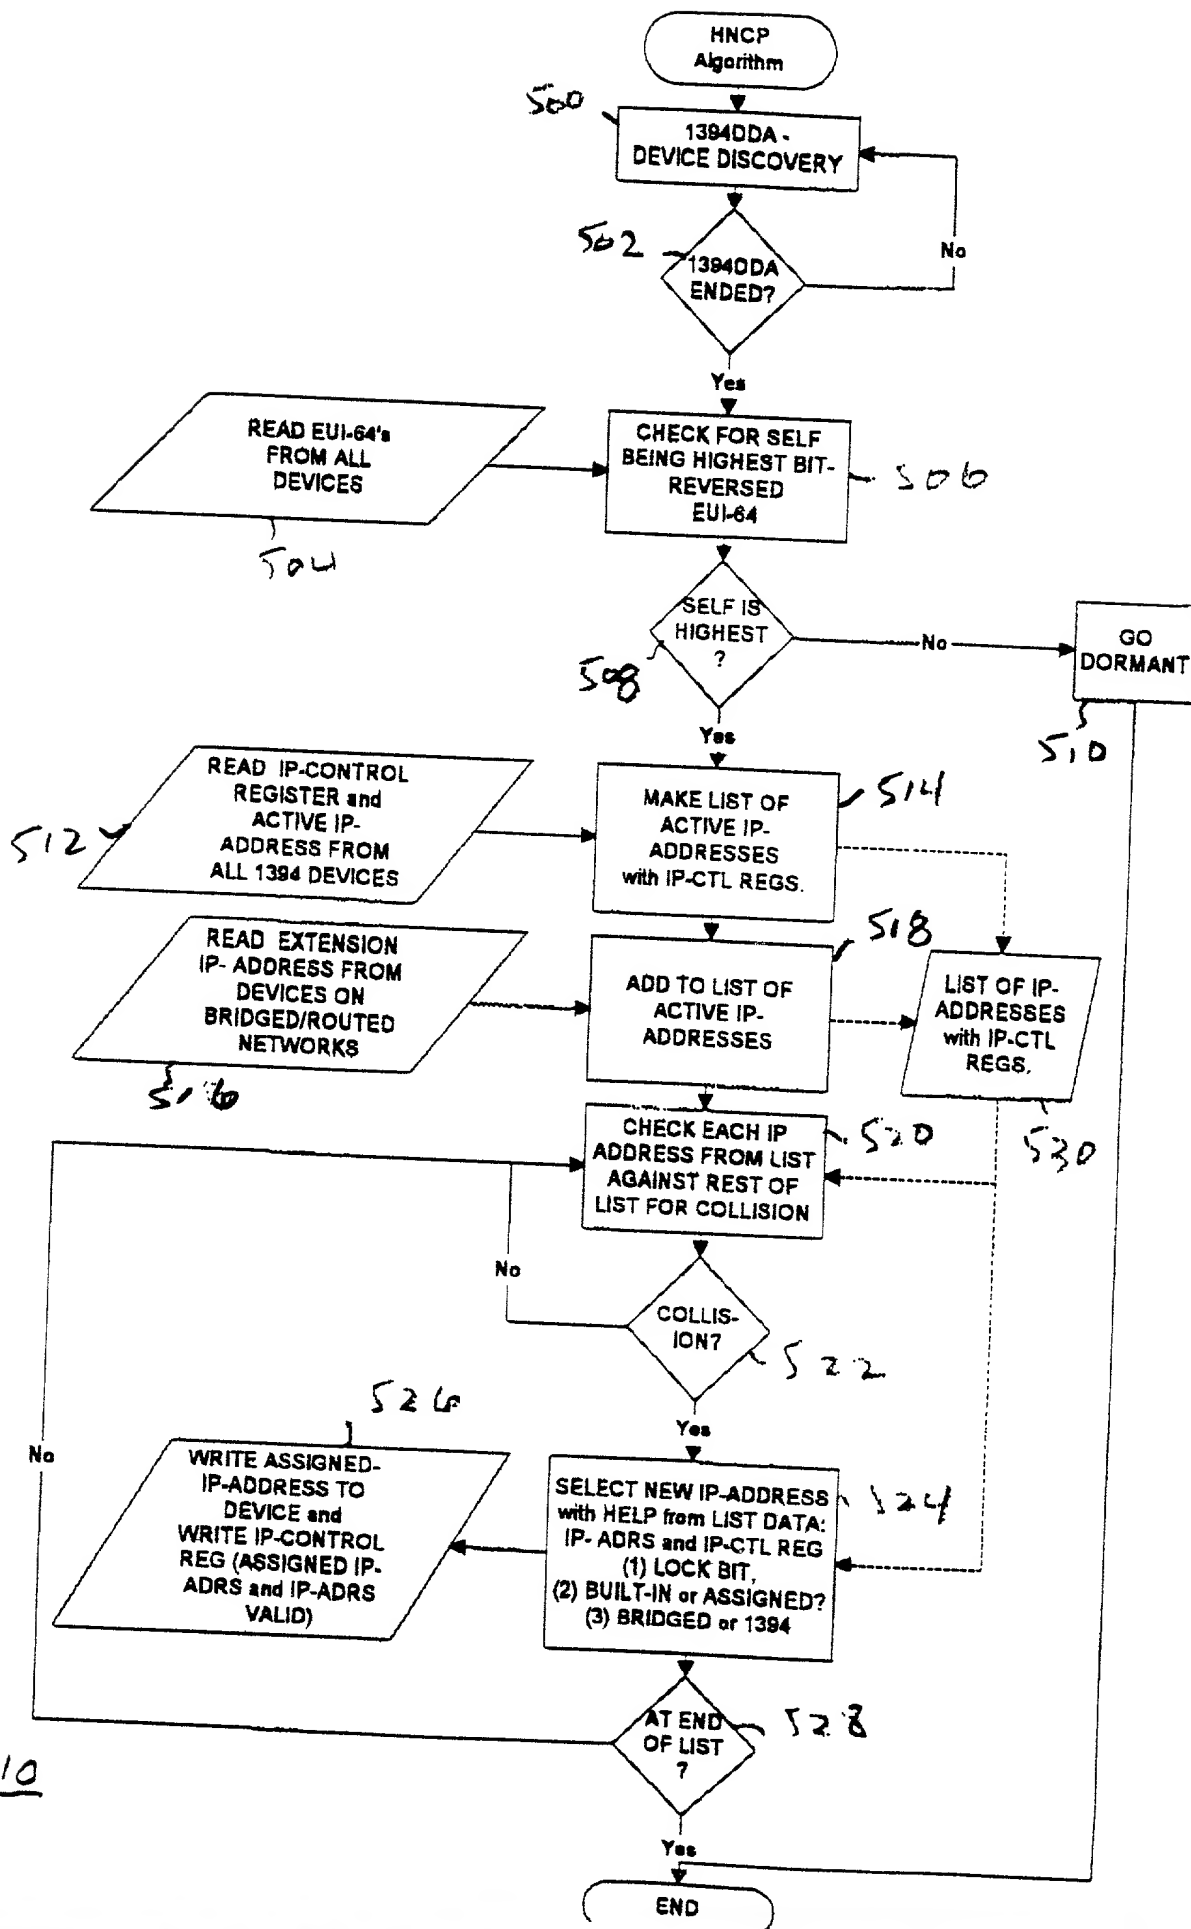 HNCP
Algorithm
500
1394DDA -
DEVICE DISCOVERY
502
1394DDA
ENDED?
No
Yes
READ EUI-64's
FROM ALL
DEVICES
504
CHECK FOR SELF
BEING HIGHEST BIT-
REVERSED
EUI-64
506
SELF IS
HIGHEST
?
508
No
GO
DORMANT
510
Yes
READ IP-CONTROL
REGISTER and
ACTIVE IP-
ADDRESS FROM
ALL 1394 DEVICES
512
MAKE LIST OF
ACTIVE IP-
ADDRESSES
with IP-CTL REGS.
514
READ EXTENSION
IP- ADDRESS FROM
DEVICES ON
BRIDGED/ROUTED
NETWORKS
516
ADD TO LIST OF
ACTIVE IP-
ADDRESSES
518
LIST OF IP-
ADDRESSES
with IP-CTL
REGS.
530
CHECK EACH IP
ADDRESS FROM LIST
AGAINST REST OF
LIST FOR COLLISION
520
No
COLLIS-
ION?
522
Yes
526
WRITE ASSIGNED-
IP-ADDRESS TO
DEVICE and
WRITE IP-CONTROL
REG (ASSIGNED IP-
ADRS and IP-ADRS
VALID)
No
SELECT NEW IP-ADDRESS
with HELP from LIST DATA:
IP- ADRS and IP-CTL REG
(1) LOCK BIT,
(2) BUILT-IN or ASSIGNED?
(3) BRIDGED or 1394
524
AT END
OF LIST
?
528
10
Yes
END